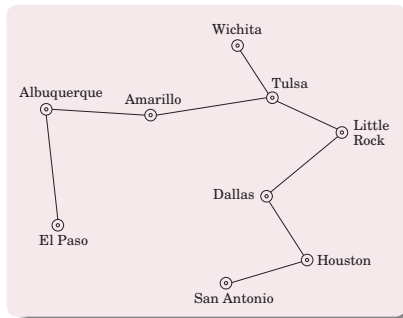 Wichita
Tulsa
Albuquerque
Amarillo
Little
Rock
Dallas
El Paso
Houston
San Antonio